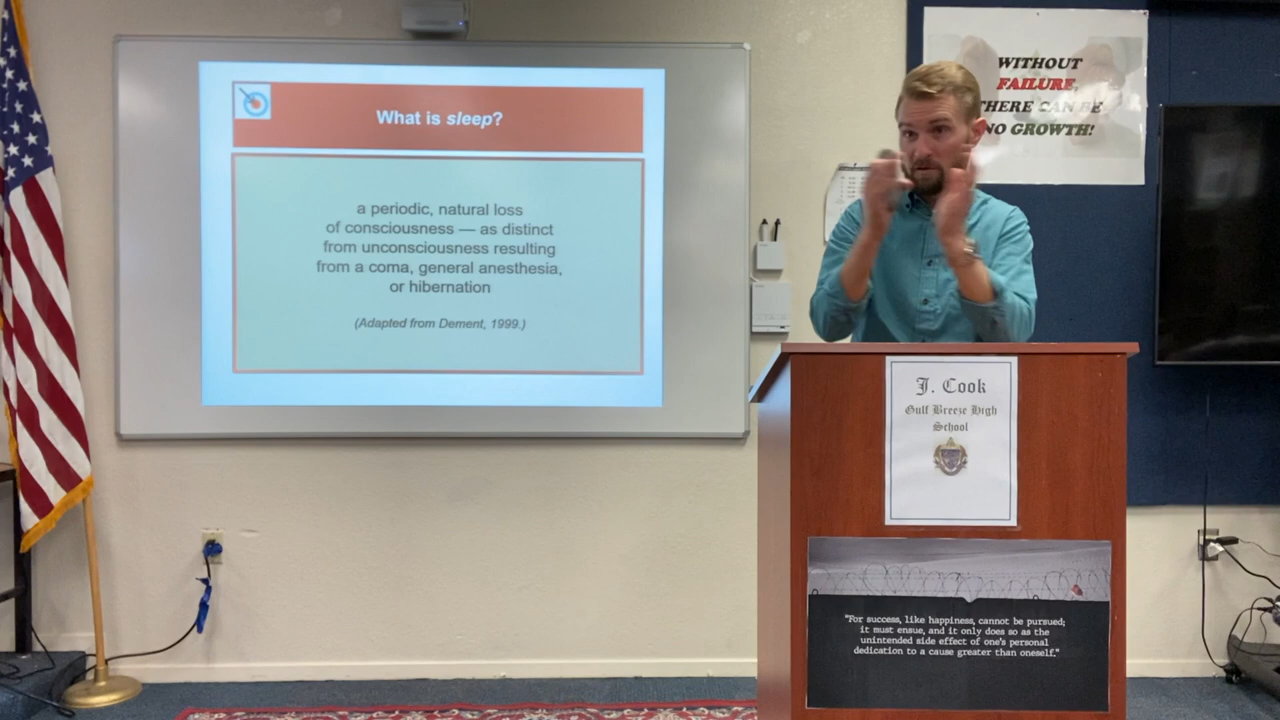 What is sleep?
a periodic, natural loss
of consciousness — as distinct
from unconsciousness resulting
from a coma, general anesthesia,
or hibernation
(Adapted from Dement, 1999.)
WITHOUT
FAILURE,
THERE CAN BE
NO GROWTH!
J. Cook
Gulf Breeze High
School
"For success, like happiness, cannot be pursued;
it must ensue, and it only does so as the
unintended side effect of one's personal
dedication to a cause greater than oneself."